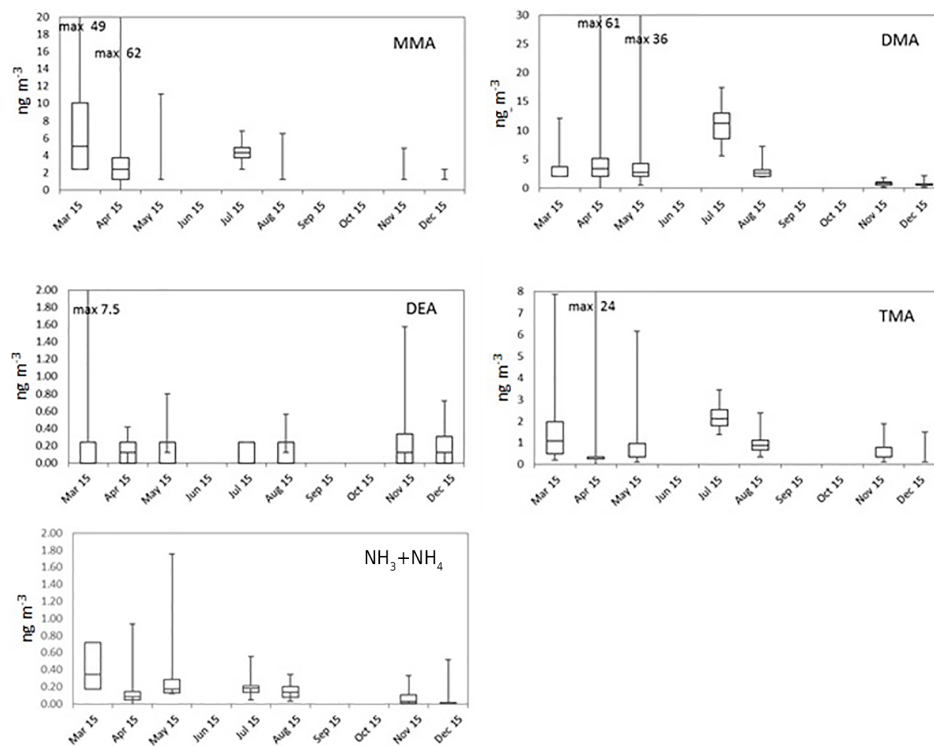 MMA
ng m-3
max 49
max 62
20
18
16
14
12
10
8
6
4
2
0
Mar 15
Apr 15
May 15
Jun 15
Jul 15
Aug 15
Sep 15
Oct 15
Nov 15
Dec 15
DMA
ng m-3
max 61
max 36
30
25
20
15
10
5
0
Mar 15
Apr 15
May 15
Jun 15
Jul 15
Aug 15
Sep 15
Oct 15
Nov 15
Dec 15
DEA
ng m-3
max 7.5
2.00
1.80
1.60
1.40
1.20
1.00
0.80
0.60
0.40
0.20
0.00
Mar 15
Apr 15
May 15
Jun 15
Jul 15
Aug 15
Sep 15
Oct 15
Nov 15
Dec 15
TMA
ng m-3
max 24
8
7
6
5
4
3
2
1
0
Mar 15
Apr 15
May 15
Jun 15
Jul 15
Aug 15
Sep 15
Oct 15
Nov 15
Dec 15
NH3+NH4
ng m-3
2.00
1.80
1.60
1.40
1.20
1.00
0.80
0.60
0.40
0.20
0.00
Mar 15
Apr 15
May 15
Jun 15
Jul 15
Aug 15
Sep 15
Oct 15
Nov 15
Dec 15